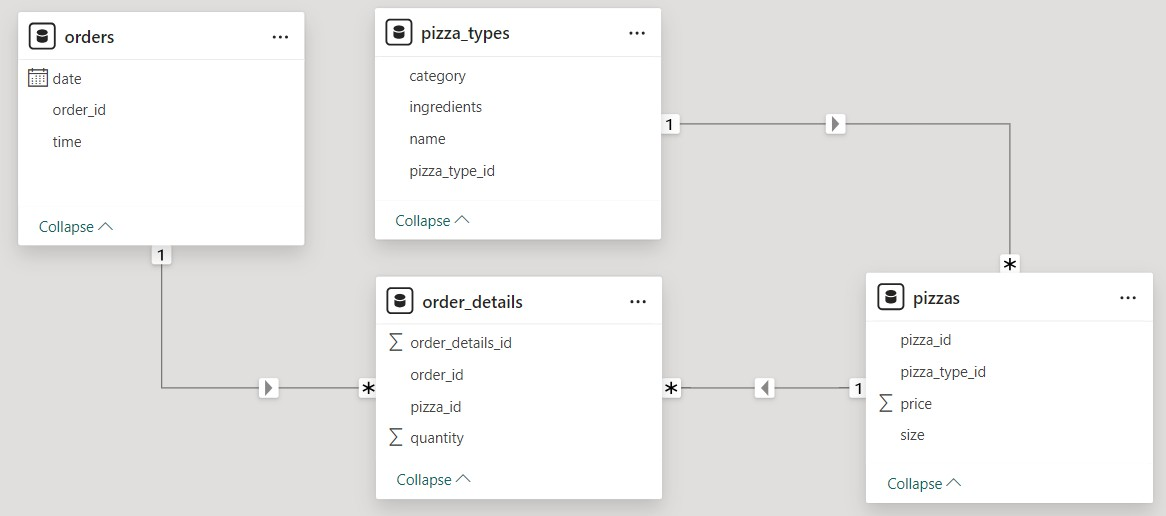 orders
date
order_id
time
Collapse
1
pizza_types
category
ingredients
name
pizza_type_id
Collapse
1
*
order_details
order_details_id
order_id
pizza_id
quantity
Collapse
*
*
1
pizzas
pizza_id
pizza_type_id
price
size
Collapse